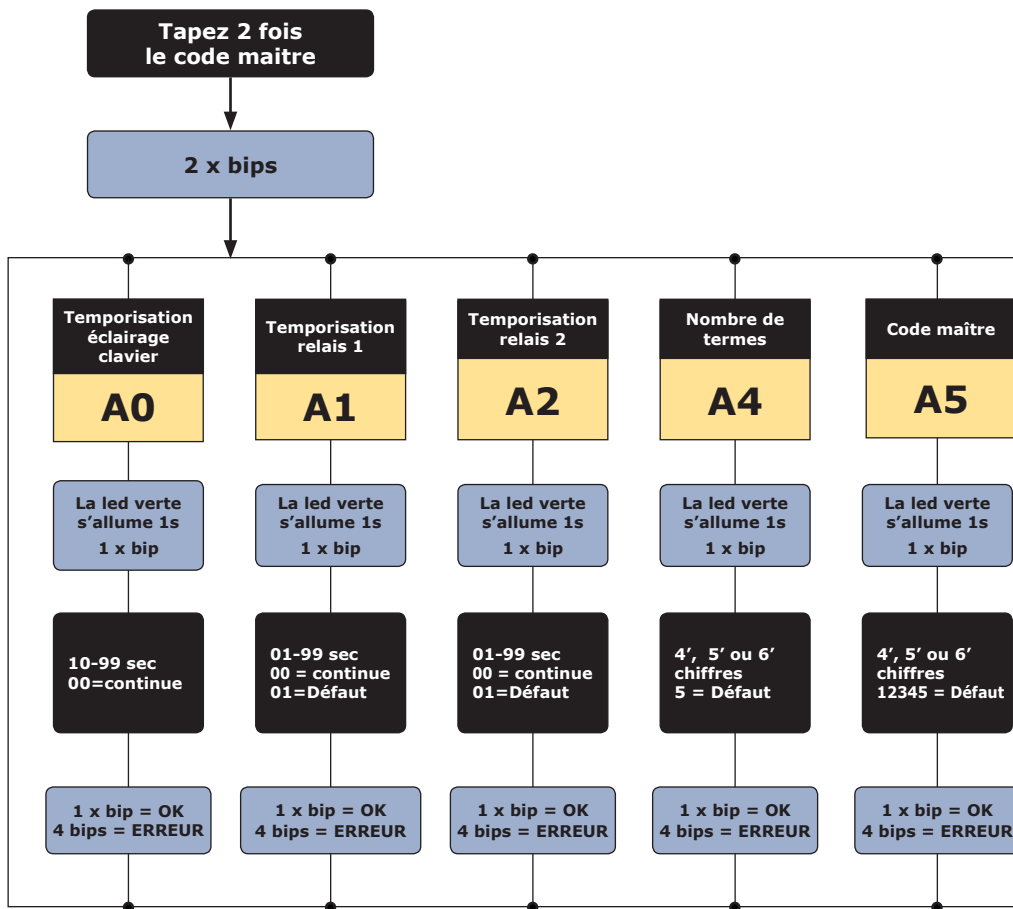 Tapez 2 fois
le code maitre
2 x bips
Temporisation
éclairage
clavier
A0
La led verte
s’allume 1s
1 x bip
10-99 sec
00=continue
1 x bip = OK
4 bips = ERREUR
Temporisation
relais 1
A1
La led verte
s’allume 1s
1 x bip
01-99 sec
00 = continue
01=Défaut
1 x bip = OK
4 bips = ERREUR
Temporisation
relais 2
A2
La led verte
s’allume 1s
1 x bip
01-99 sec
00 = continue
01=Défaut
1 x bip = OK
4 bips = ERREUR
Nombre de
termes
A4
La led verte
s’allume 1s
1 x bip
4’, 5’ ou 6’
chiffres
5 = Défaut
1 x bip = OK
4 bips = ERREUR
Code maître
A5
La led verte
s’allume 1s
1 x bip
4’, 5’ ou 6’
chiffres
12345 = Défaut
1 x bip = OK
4 bips = ERREUR